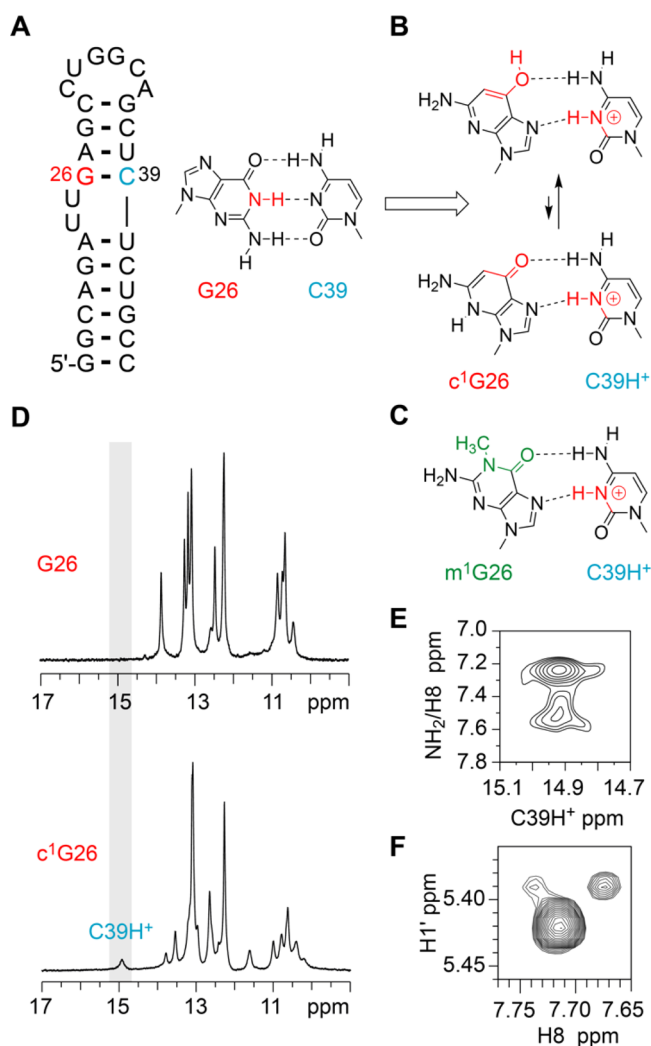 A
U G G
C C
C A
C G
G C
A U
26 G C 39
U
U
A U
G C
A U
C G
G C
5'-G C
N O H H
N N
N N-H N
N N N
H H O
G26 C39
B
H
O H H
N
H₂N
H N ⊕
N N N N
O
O H H
N
H₂N
H N ⊕
N N N N
H O
c¹G26 C39H⁺
C
H₃C O H H
N N
H₂N
H N ⊕
N N N N
O
m¹G26 C39H⁺
D
G26
17 15 13 11 ppm
c¹G26
C39H⁺
17 15 13 11 ppm
E
NH₂/H8 ppm
7.0
7.2
7.4
7.6
7.8
15.1 14.9 14.7
C39H⁺ ppm
F
H1' ppm
5.40
5.45
7.75 7.70 7.65
H8 ppm